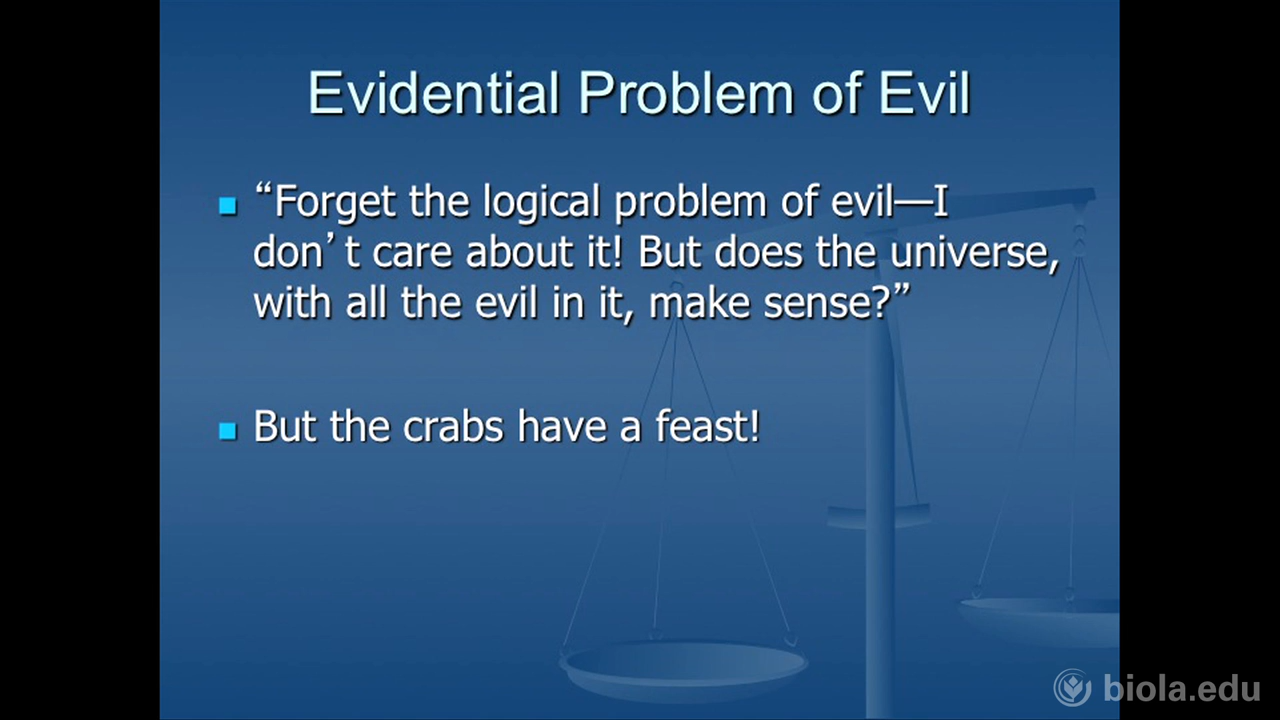 Evidential Problem of Evil
“Forget the logical problem of evil—I
don’t care about it! But does the universe,
with all the evil in it, make sense?”
But the crabs have a feast!
biola.edu